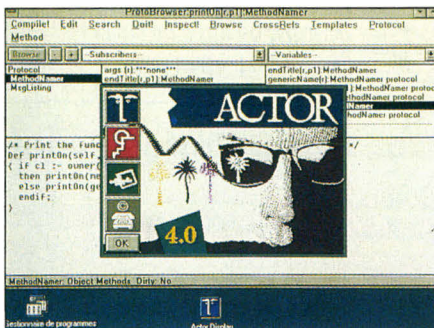 ProtoBrowser:printOn(r,p1):MethodNamer
Compile! Edit Search Doit! Inspect! Browse CrossRefs Templates Protocol
Method
Browse - + - Subscribers - - Variables -
Protocol
MethodNamer
MsgListing
args (r):"""none"""
endTitle(r,p1):MethodNamer
endTitle(r,p1):MethodNamer
genericName(r):MethodNamer protocol
MethodNamer protocol
hodNamer protocol
hodNamer protocol
ACTOR
4.0
OK
/* Print the func
*/
Def printOn(self,
{ if cl := owner(
then printOn(
else printOn(ge
endif;
}
MethodNamer: Object Methods Dirty: No
Gestionnaire de programmes
Actor Display